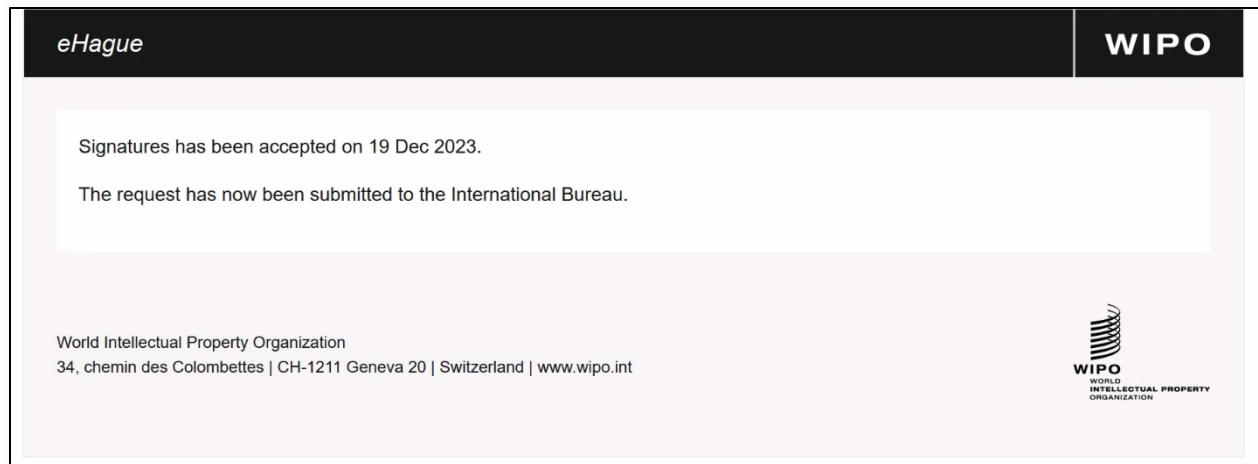 eHague
WIPO
Signatures has been accepted on 19 Dec 2023.
The request has now been submitted to the International Bureau.
World Intellectual Property Organization
34, chemin des Colombettes | CH-1211 Geneva 20 | Switzerland | www.wipo.int
WIPO
WORLD
INTELLECTUAL PROPERTY
ORGANIZATION